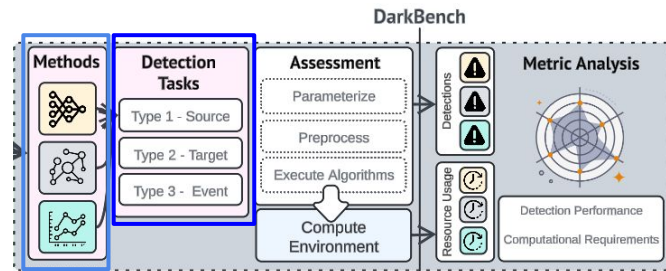 DarkBench
Methods
Detection
Tasks
Type 1 - Source
Type 2 - Target
Type 3 - Event
Assessment
Parameterize
Preprocess
Execute Algorithms
Compute
Environment
Detections
Resource Usage
Metric Analysis
Detection Performance
Computational Requirements